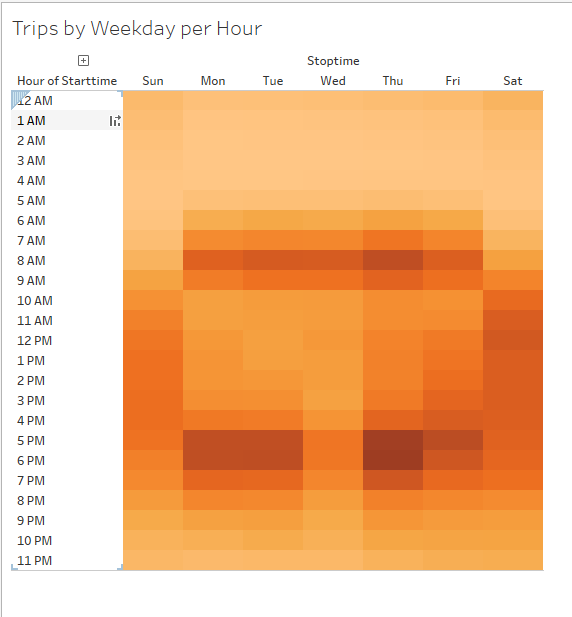 Trips by Weekday per Hour
Stoptime
Hour of Starttime Sun Mon Tue Wed Thu Fri Sat
12 AM
1 AM
2 AM
3 AM
4 AM
5 AM
6 AM
7 AM
8 AM
9 AM
10 AM
11 AM
12 PM
1 PM
2 PM
3 PM
4 PM
5 PM
6 PM
7 PM
8 PM
9 PM
10 PM
11 PM